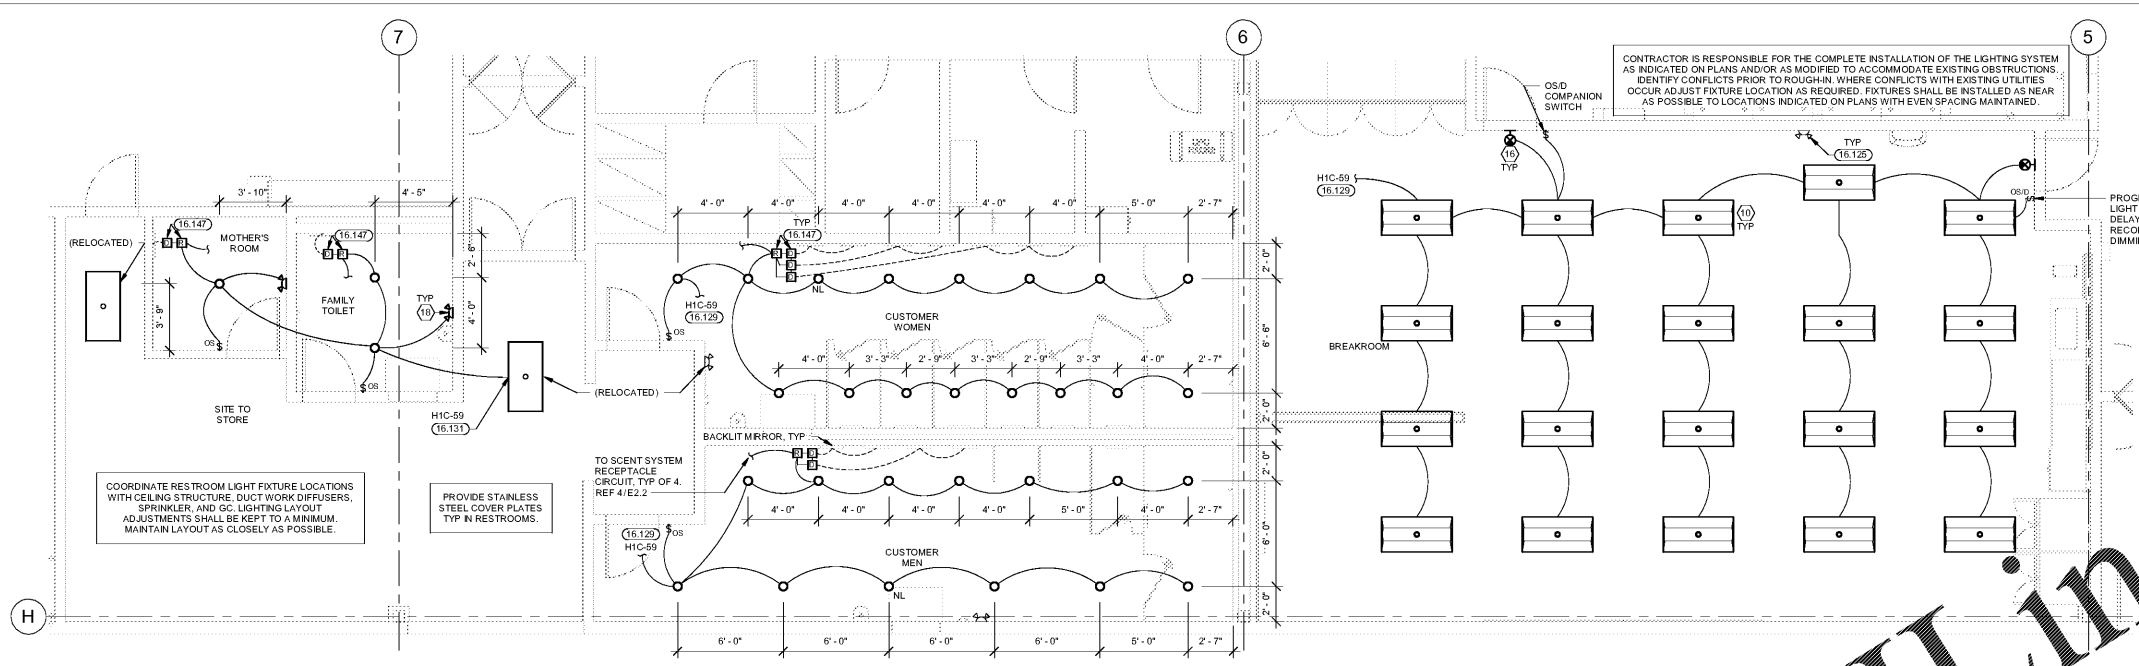 7
6
5
CONTRACTOR IS RESPONSIBLE FOR THE COMPLETE INSTALLATION OF THE LIGHTING SYSTEM
AS INDICATED ON PLANS AND/OR AS MODIFIED TO ACCOMMODATE EXISTING OBSTRUCTIONS.
IDENTIFY CONFLICTS PRIOR TO ROUGH-IN. WHERE CONFLICTS WITH EXISTING UTILITIES
OCCUR ADJUST FIXTURE LOCATION AS REQUIRED. FIXTURES SHALL BE INSTALLED AS NEAR
AS POSSIBLE TO LOCATIONS INDICATED ON PLANS WITH EVEN SPACING MAINTAINED.
OS/D
COMPANION
SWITCH
$
16
TYP
TYP
16.125
H1C-59
16.129
10
TYP
OS/D
$
PROG
LIGHT
DELAY
RECO
DIMMI
BREAKROOM
3' - 10"
4' - 5"
16.147
D R
MOTHER'S
ROOM
(RELOCATED)
16.147
D R
2' - 6"
FAMILY
TOILET
TYP
18
4' - 0"
3' - 9"
OS $
$ OS
SITE TO
STORE
H1C-59
16.131
(RELOCATED)
4' - 0" 4' - 0" 4' - 0" 4' - 0" 4' - 0" 4' - 0" 5' - 0" 2' - 7"
TYP
16.147
R D
D
D
NL
H1C-59
16.129
$ OS
CUSTOMER
WOMEN
2' - 0"
6' - 6"
2' - 0"
4' - 0" 3' - 3" 2' - 9" 3' - 3" 2' - 9" 3' - 3" 4' - 0" 2' - 7"
BACKLIT MIRROR, TYP
R D
D
TO SCENT SYSTEM
RECEPTACLE
CIRCUIT, TYP OF 4.
REF 4/E2.2
2' - 0"
4' - 0" 4' - 0" 4' - 0" 4' - 0" 5' - 0" 4' - 0" 2' - 7"
16.129
H1C-59
$ OS
CUSTOMER
MEN
6' - 0"
NL
2' - 0"
6' - 0" 6' - 0" 6' - 0" 6' - 0" 5' - 0" 2' - 7"
COORDINATE RESTROOM LIGHT FIXTURE LOCATIONS
WITH CEILING STRUCTURE, DUCT WORK DIFFUSERS,
SPRINKLER, AND GC. LIGHTING LAYOUT
ADJUSTMENTS SHALL BE KEPT TO A MINIMUM.
MAINTAIN LAYOUT AS CLOSELY AS POSSIBLE.
PROVIDE STAINLESS
STEEL COVER PLATES
TYP IN RESTROOMS.
H